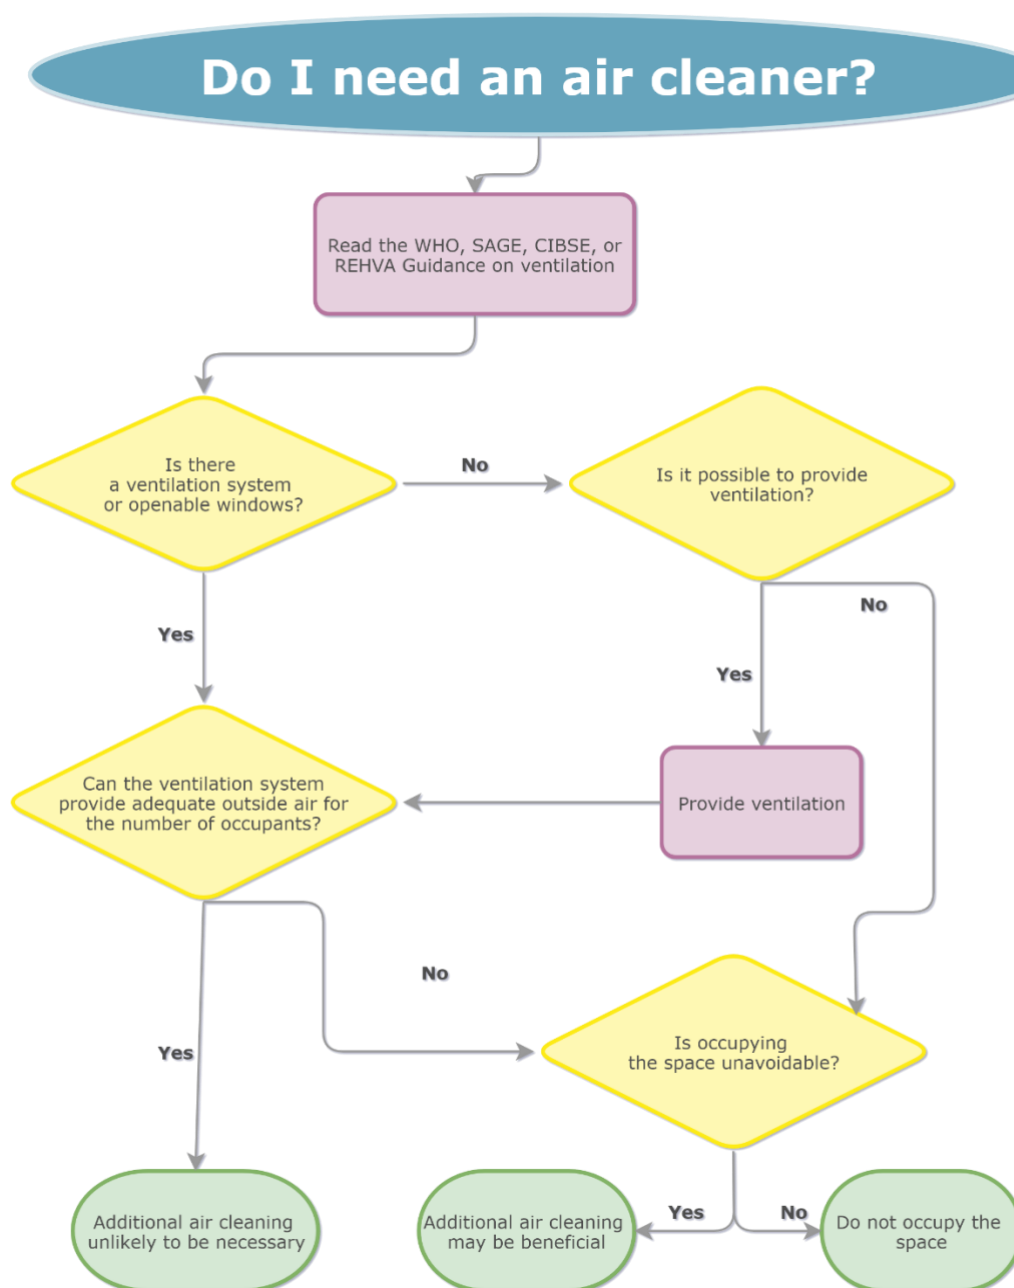 Do I need an air cleaner?
Read the WHO, SAGE, CIBSE, or
REHVA Guidance on ventilation
Is there
a ventilation system
or openable windows?
No
Is it possible to provide
ventilation?
Yes
No
Yes
Can the ventilation system
provide adequate outside air for
the number of occupants?
Provide ventilation
No
Yes
Is occupying
the space unavoidable?
Yes
No
Additional air cleaning
unlikely to be necessary
Additional air cleaning
may be beneficial
Do not occupy the
space